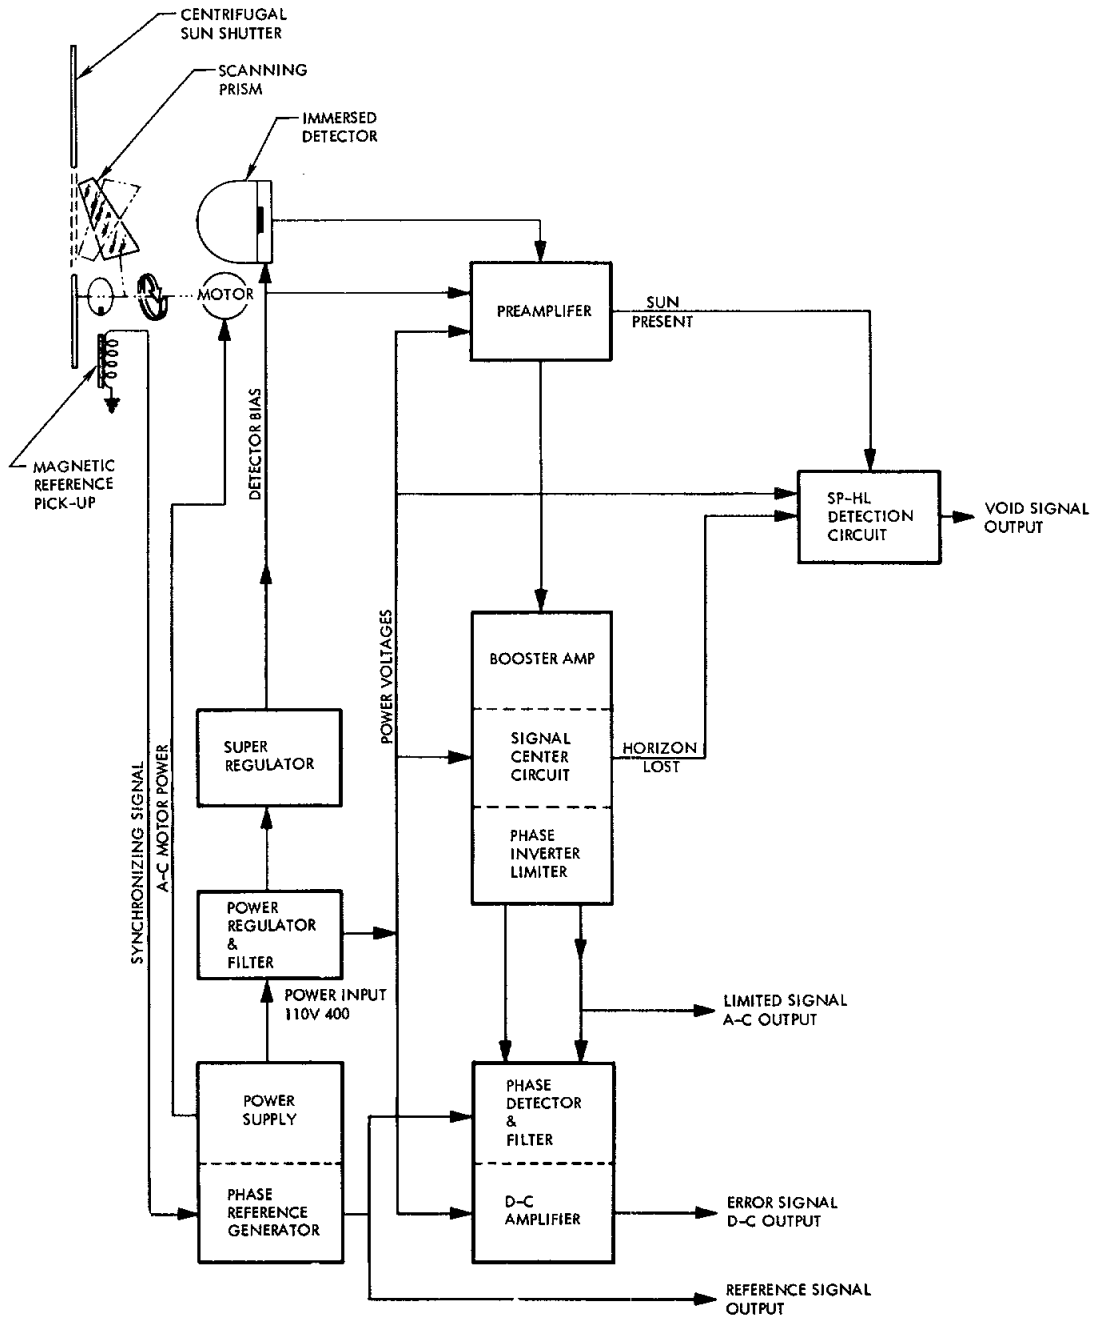 CENTRIFUGAL
SUN SHUTTER
SCANNING
PRISM
IMMERSED
DETECTOR
MOTOR
PREAMPLIFER
SUN
PRESENT
MAGNETIC
REFERENCE
PICK-UP
DETECTOR BIAS
SP-HL
DETECTION
CIRCUIT
VOID SIGNAL
OUTPUT
POWER VOLTAGES
BOOSTER AMP
SIGNAL
CENTER
CIRCUIT
HORIZON
LOST
PHASE
INVERTER
LIMITER
SUPER
REGULATOR
SYNCHRONIZING SIGNAL
A-C MOTOR POWER
POWER
REGULATOR
&
FILTER
POWER INPUT
110V 400
LIMITED SIGNAL
A-C OUTPUT
POWER
SUPPLY
PHASE
REFERENCE
GENERATOR
PHASE
DETECTOR
&
FILTER
D-C
AMPLIFIER
ERROR SIGNAL
D-C OUTPUT
REFERENCE SIGNAL
OUTPUT